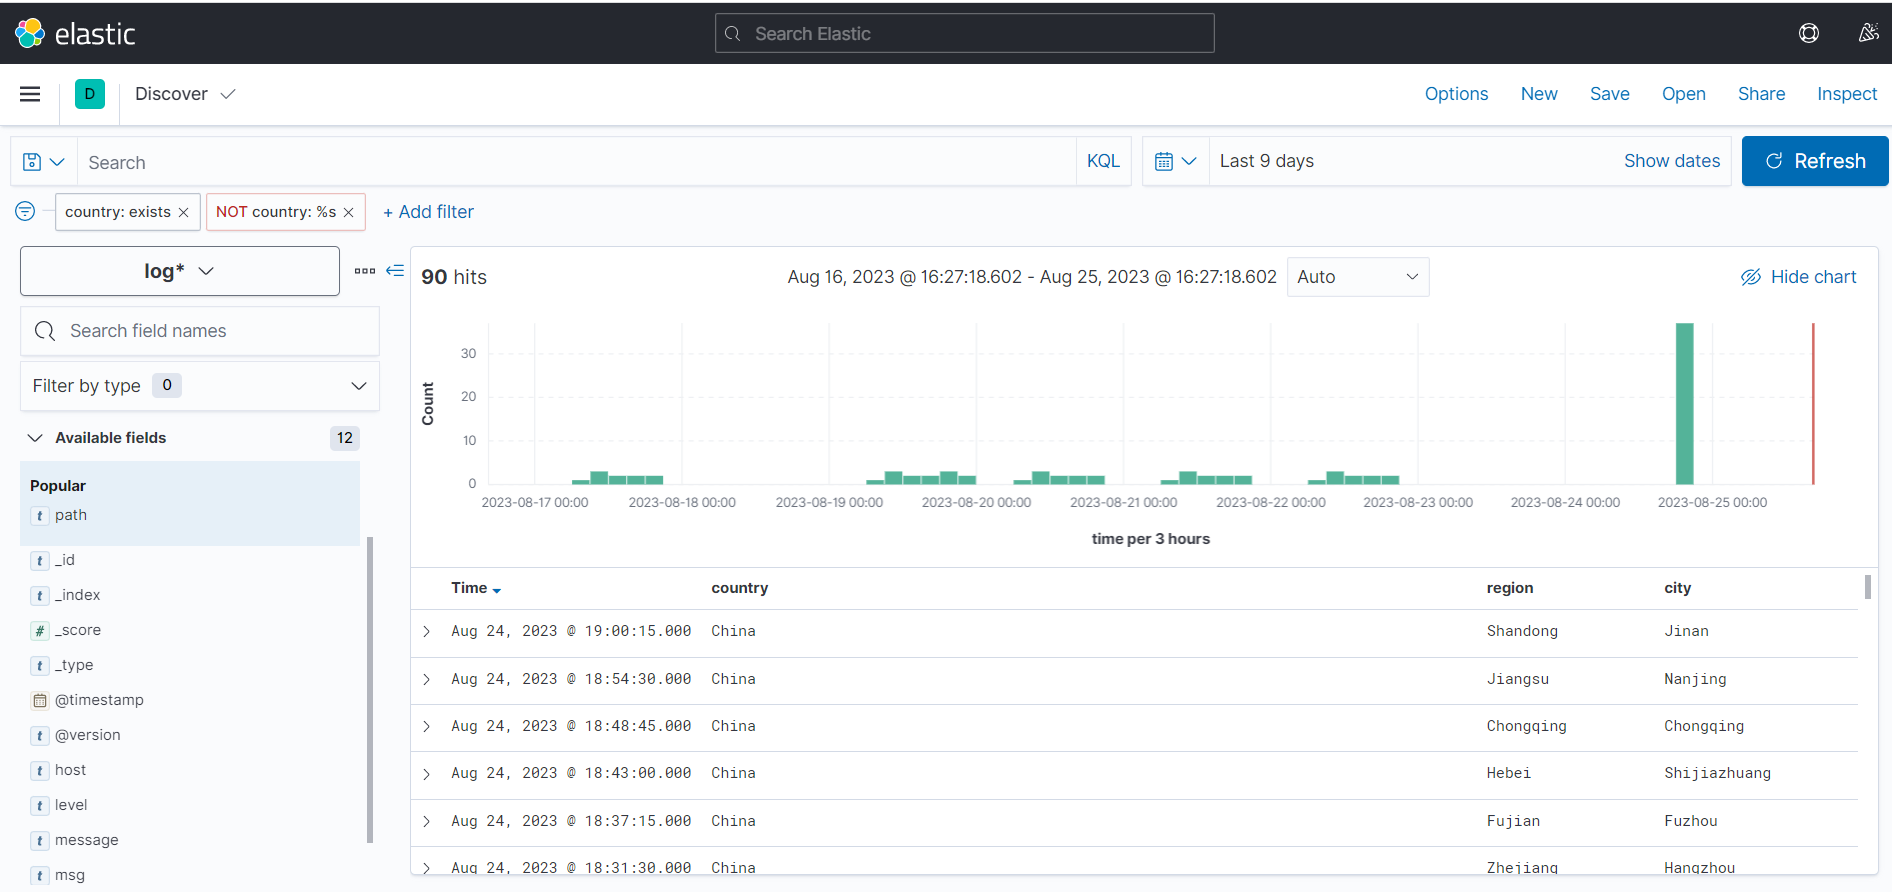 elastic
Search Elastic
D
Discover
Options New Save Open Share Inspect
Search
KQL
Last 9 days
Show dates
Refresh
country: exists ×
NOT country: %s ×
+ Add filter
log*
90 hits
Aug 16, 2023 @ 16:27:18.602 - Aug 25, 2023 @ 16:27:18.602
Auto
Hide chart
Search field names
Filter by type 0
Available fields 12
Popular
t path
t _id
t _index
# _score
t _type
@timestamp
t @version
t host
t level
t message
t msg
Count
30
20
10
0
2023-08-17 00:00 2023-08-18 00:00 2023-08-19 00:00 2023-08-20 00:00 2023-08-21 00:00 2023-08-22 00:00 2023-08-23 00:00 2023-08-24 00:00 2023-08-25 00:00
time per 3 hours
Time country region city
Aug 24, 2023 @ 19:00:15.000 China Shandong Jinan
Aug 24, 2023 @ 18:54:30.000 China Jiangsu Nanjing
Aug 24, 2023 @ 18:48:45.000 China Chongqing Chongqing
Aug 24, 2023 @ 18:43:00.000 China Hebei Shijiazhuang
Aug 24, 2023 @ 18:37:15.000 China Fujian Fuzhou
Aug 24, 2023 @ 18:31:30.000 China Zhejiang Hangzhou